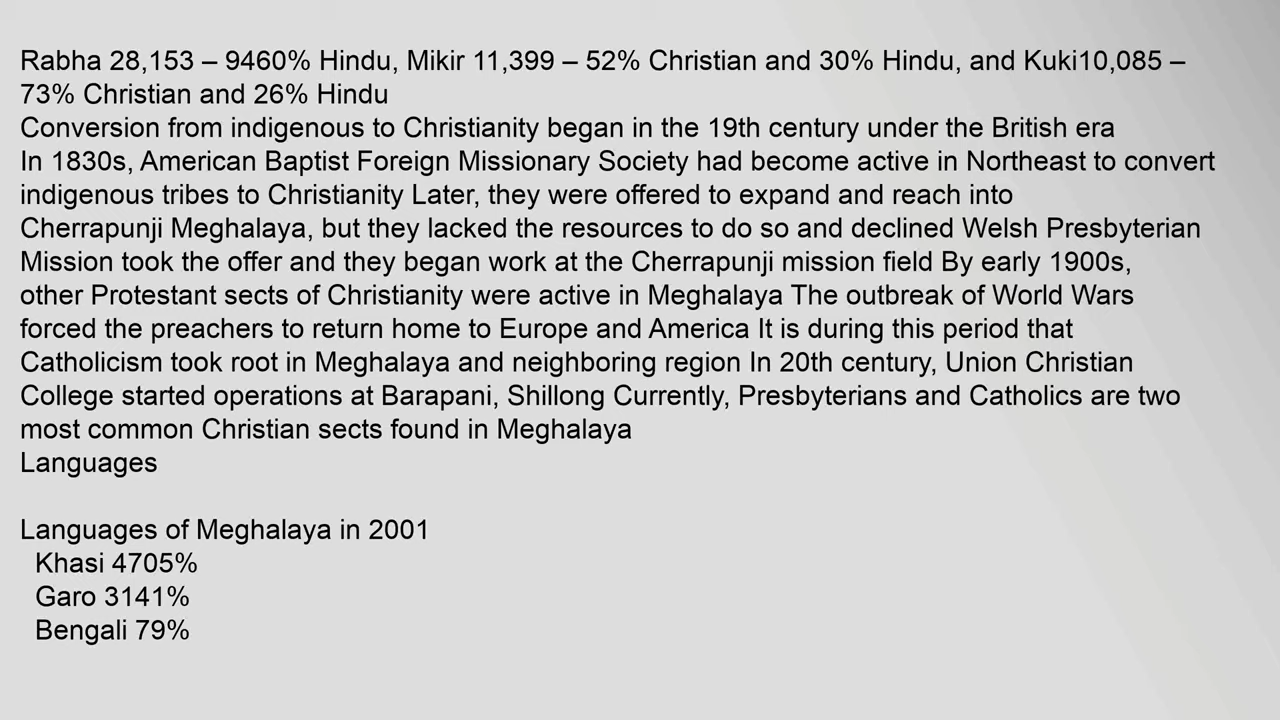 Rabha 28,153 – 9460% Hindu, Mikir 11,399 – 52% Christian and 30% Hindu, and Kuki10,085 –
73% Christian and 26% Hindu
Conversion from indigenous to Christianity began in the 19th century under the British era
In 1830s, American Baptist Foreign Missionary Society had become active in Northeast to convert
indigenous tribes to Christianity Later, they were offered to expand and reach into
Cherrapunji Meghalaya, but they lacked the resources to do so and declined Welsh Presbyterian
Mission took the offer and they began work at the Cherrapunji mission field By early 1900s,
other Protestant sects of Christianity were active in Meghalaya The outbreak of World Wars
forced the preachers to return home to Europe and America It is during this period that
Catholicism took root in Meghalaya and neighboring region In 20th century, Union Christian
College started operations at Barapani, Shillong Currently, Presbyterians and Catholics are two
most common Christian sects found in Meghalaya
Languages
Languages of Meghalaya in 2001
Khasi 4705%
Garo 3141%
Bengali 79%